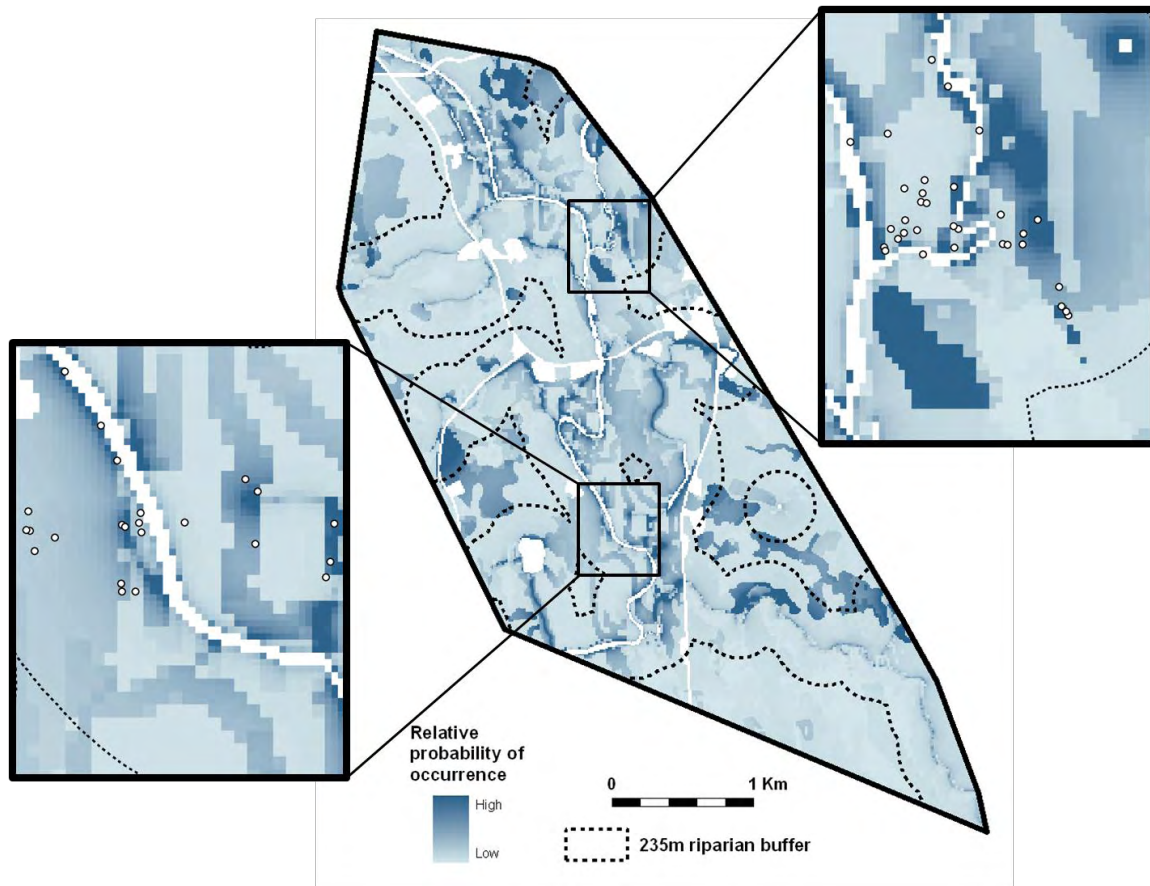 Relative
probability of
occurrence
High
Low
0 1 Km
235m riparian buffer